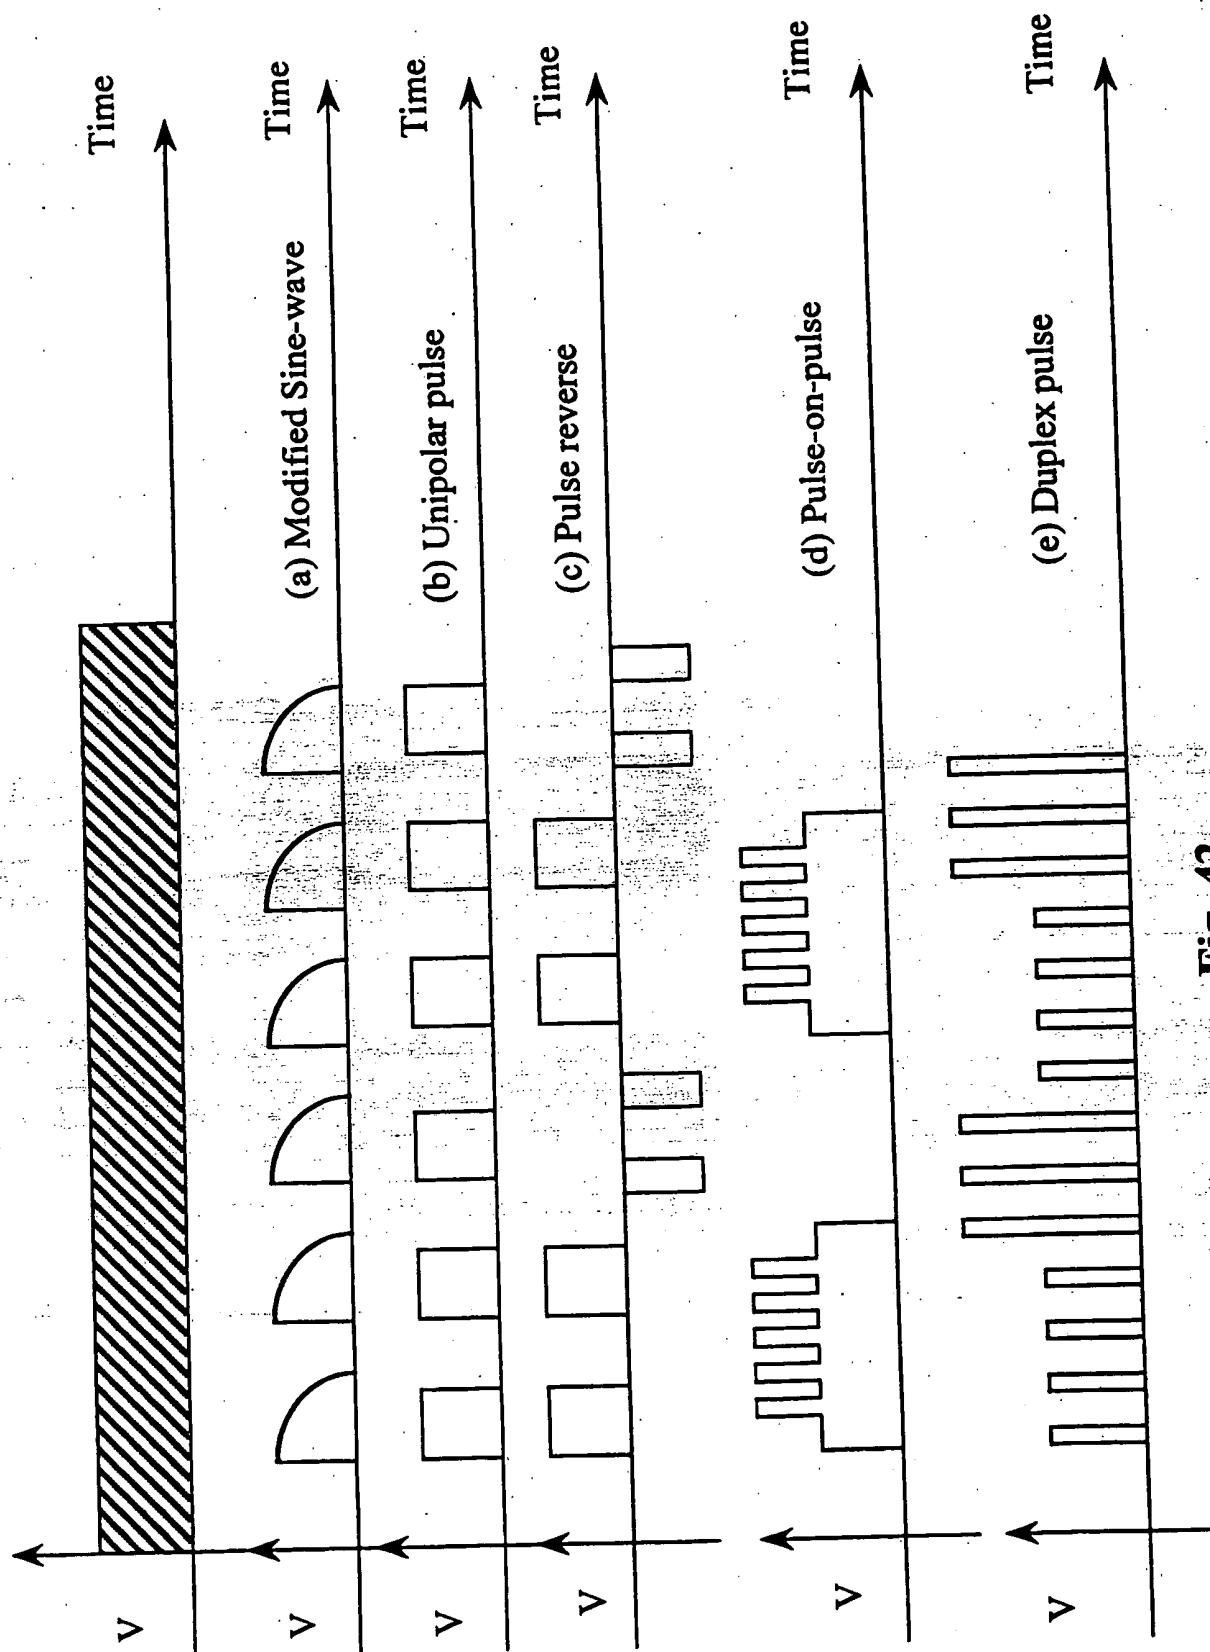 V
Time
V
(a) Modified Sine-wave
Time
V
(b) Unipolar pulse
Time
V
(c) Pulse reverse
Time
V
(d) Pulse-on-pulse
Time
V
(e) Duplex pulse
Time